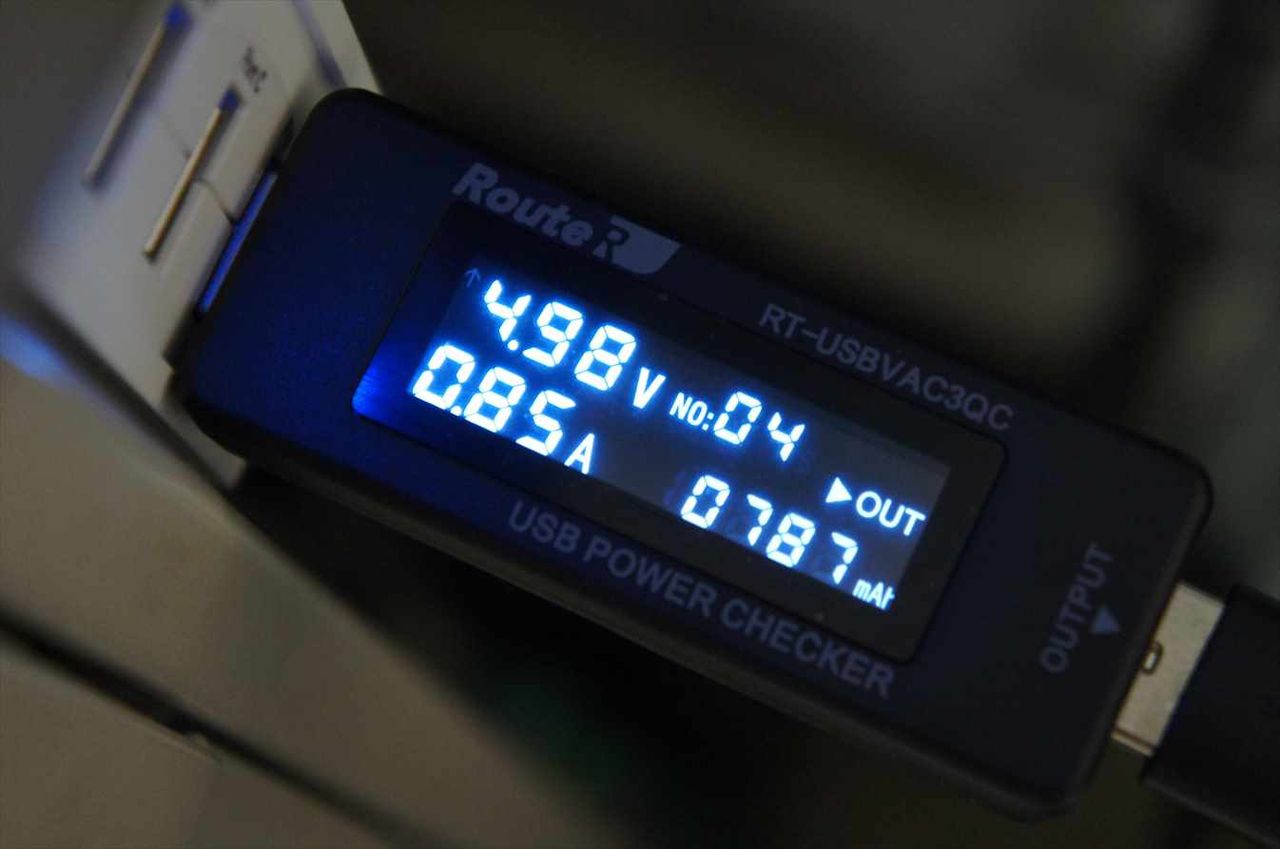 RouteR
RT-USBVAC3QC
↑4.98V NO:04 ▶OUT
0.85A 0787mAh
USB POWER CHECKER
OUTPUT ▼